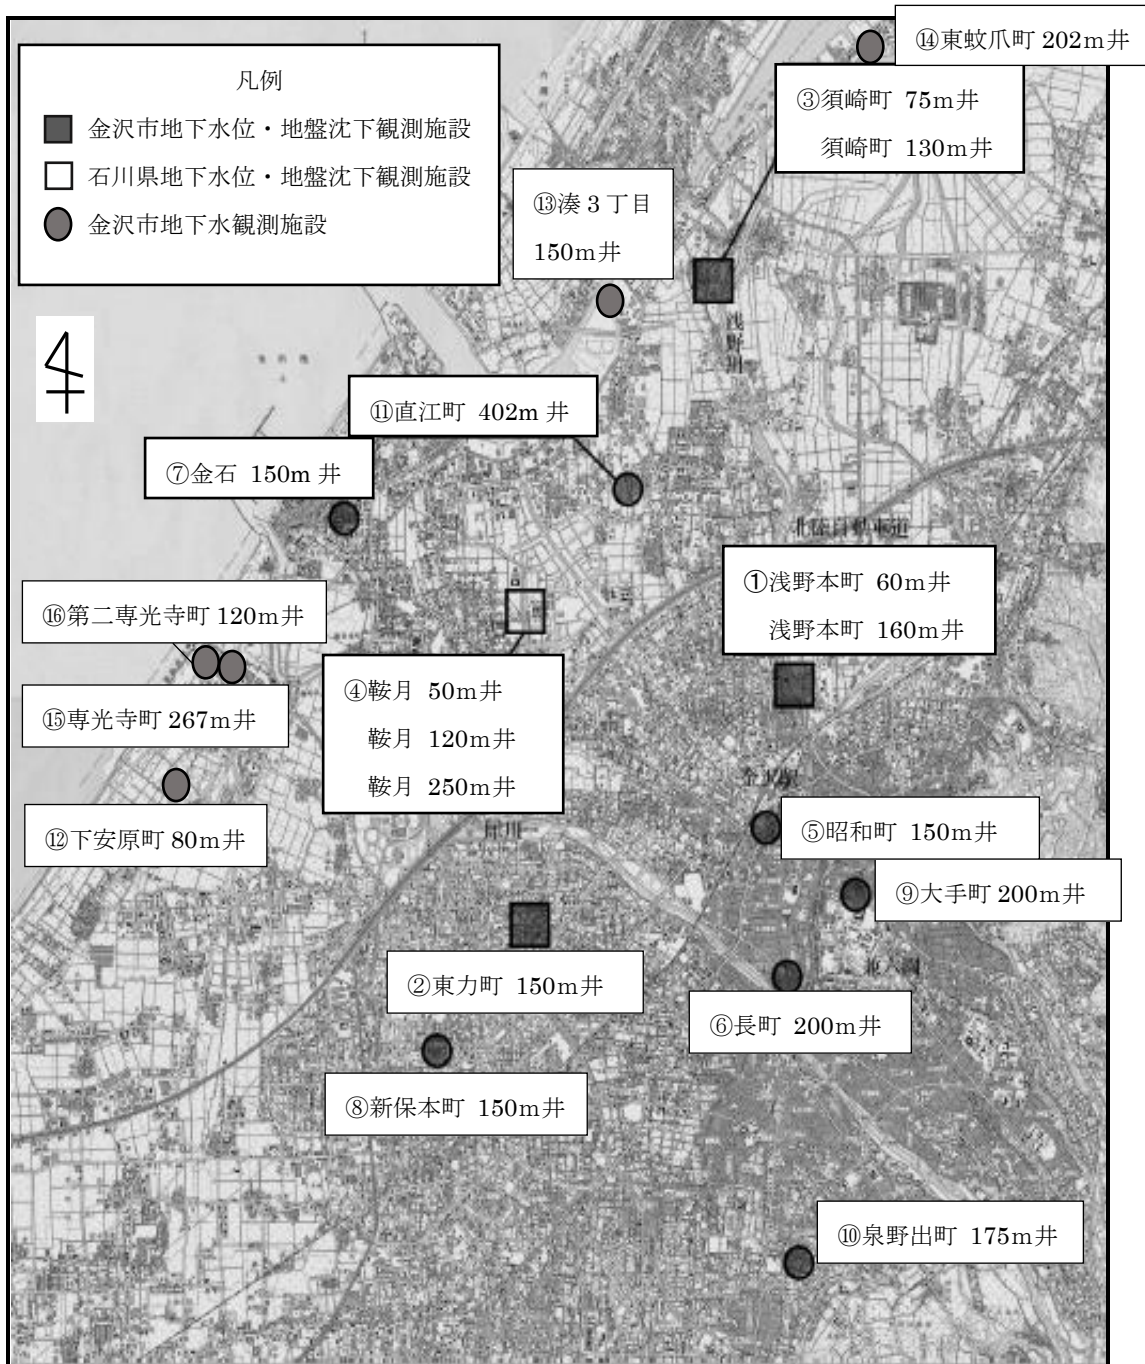 ⑭東蚊爪町 202m井
凡例
金沢市地下水位・地盤沈下観測施設
石川県地下水位・地盤沈下観測施設
金沢市地下水観測施設
③須崎町 75m井
須崎町 130m井
⑬湊3丁目
150m井
浅野川
⑪直江町 402m 井
⑦金石 150m 井
北陸自動車道
①浅野本町 60m井
浅野本町 160m井
⑯第二専光寺町 120m井
⑮専光寺町 267m井
④鞍月 50m井
鞍月 120m井
鞍月 250m井
金沢駅
⑫下安原町 80m井
犀川
⑤昭和町 150m井
⑨大手町 200m井
兼六園
②東力町 150m井
⑥長町 200m井
⑧新保本町 150m井
⑩泉野出町 175m井